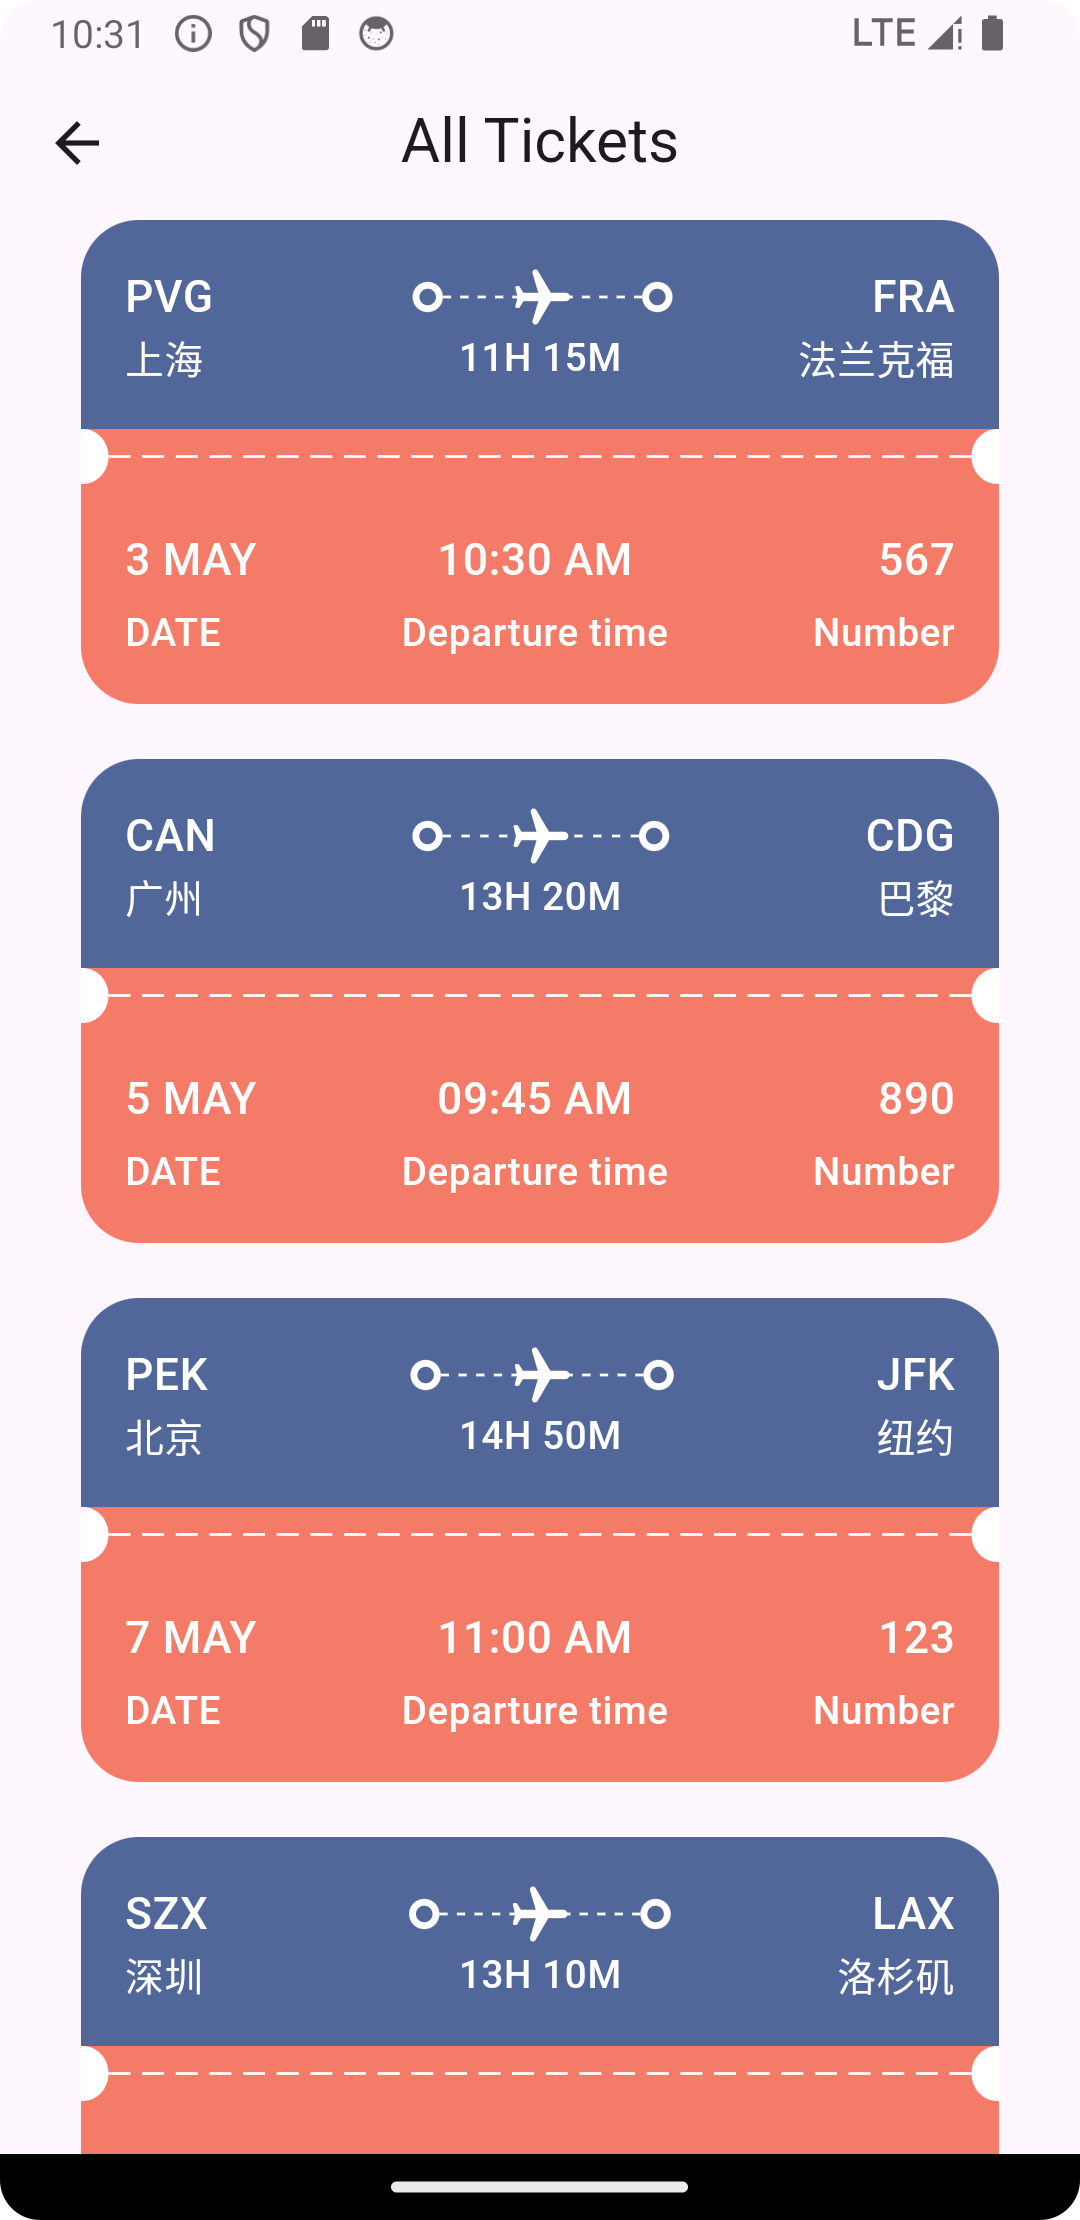 10:31 LTE
All Tickets
PVG FRA
上海 11H 15M 法兰克福
3 MAY 10:30 AM 567
DATE Departure time Number
CAN CDG
广州 13H 20M 巴黎
5 MAY 09:45 AM 890
DATE Departure time Number
PEK JFK
北京 14H 50M 纽约
7 MAY 11:00 AM 123
DATE Departure time Number
SZX LAX
深圳 13H 10M 洛杉矶